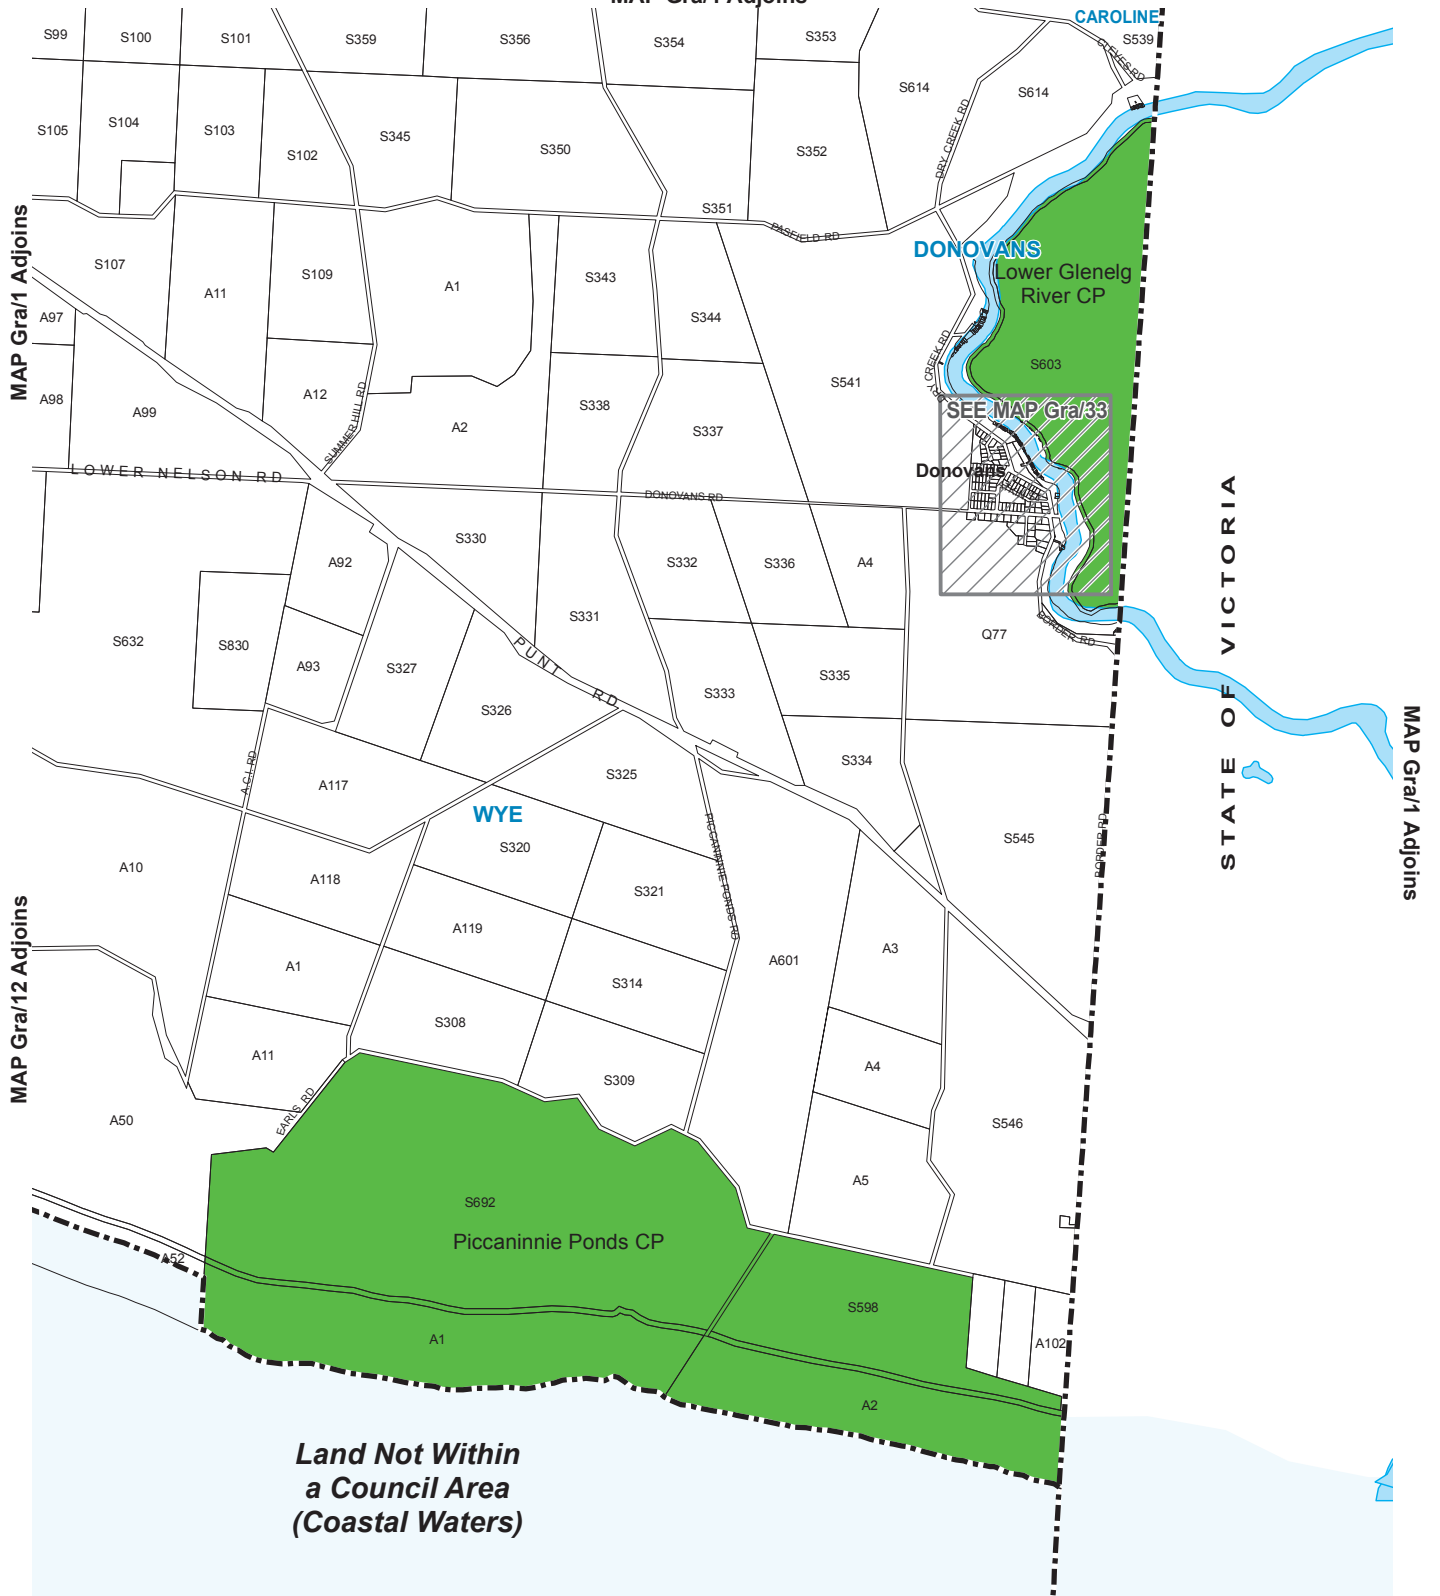 MAP Gra/1 Adjoins
CAROLINE
S99
S100
S101
S359
S356
S354
S353
S539
CLEVES RD
S614
S614
S105
S104
S103
S102
S345
S350
S352
DRY CREEK RD
S351
PASFIELD RD
MAP Gra/1 Adjoins
DONOVANS
Lower Glenelg
River CP
S107
A11
S109
A1
S343
S344
A97
S603
DRY CREEK RD
S541
A98
A99
A12
SUMMER HILL RD
A2
S338
S337
SEE MAP Gra/33
Donovans
LOWER NELSON RD
DONOVANS RD
S330
A92
S332
S336
A4
S331
STATE OF VICTORIA
S632
S830
A93
S327
PUNT RD
Q77
BORDER RD
S335
S333
S326
S334
S325
A.C.I. RD
A117
WYE
S320
PICCANINNIE PONDS RD
S545
BORDER RD
MAP Gra/1 Adjoins
A10
A118
S321
A119
A3
A601
A1
S314
MAP Gra/12 Adjoins
S308
A11
S309
A4
EARLS RD
A50
S546
A5
S692
Piccaninnie Ponds CP
A52
S598
A1
A102
A2
Land Not Within
a Council Area
(Coastal Waters)